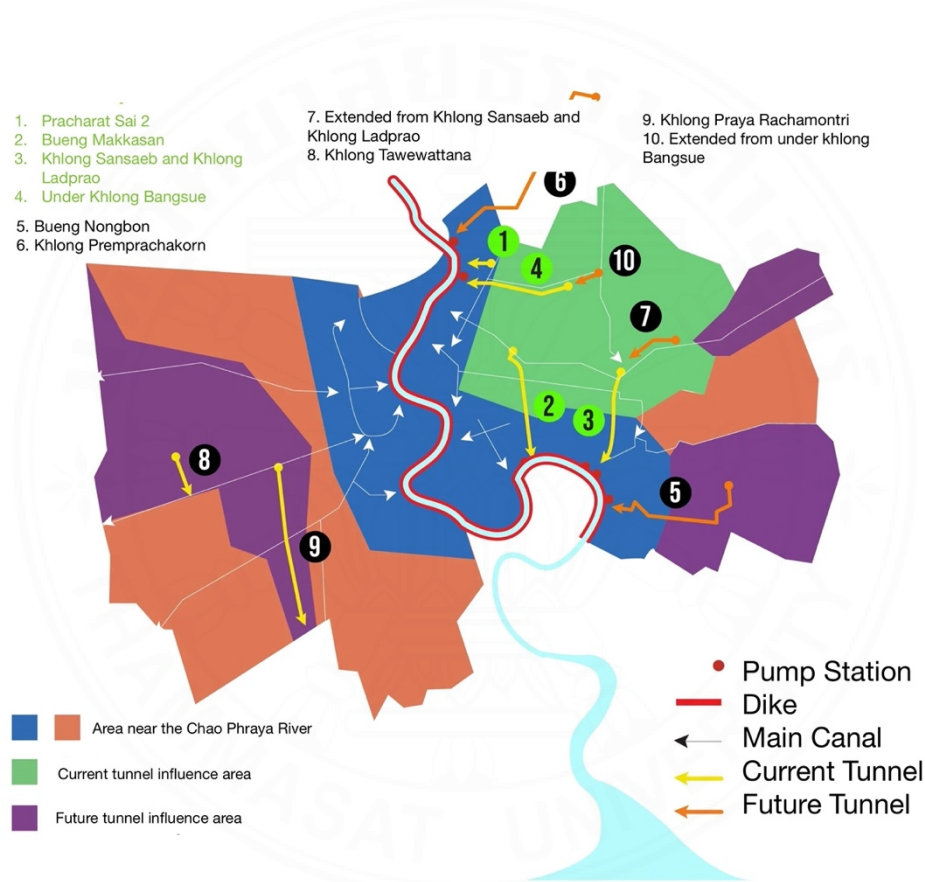 1. Pracharat Sai 2
2. Bueng Makkasan
3. Khlong Sansaeb and Khlong
Ladprao
4. Under Khlong Bangsue
5. Bueng Nongbon
6. Khlong Premprachakorn
7. Extended from Khlong Sansaeb and
Khlong Ladprao
8. Khlong Tawewattana
9. Khlong Praya Rachamontri
10. Extended from under khlong
Bangsue
6
1
4
10
7
2
3
8
5
9
Area near the Chao Phraya River
Current tunnel influence area
Future tunnel influence area
Pump Station
Dike
Main Canal
Current Tunnel
Future Tunnel